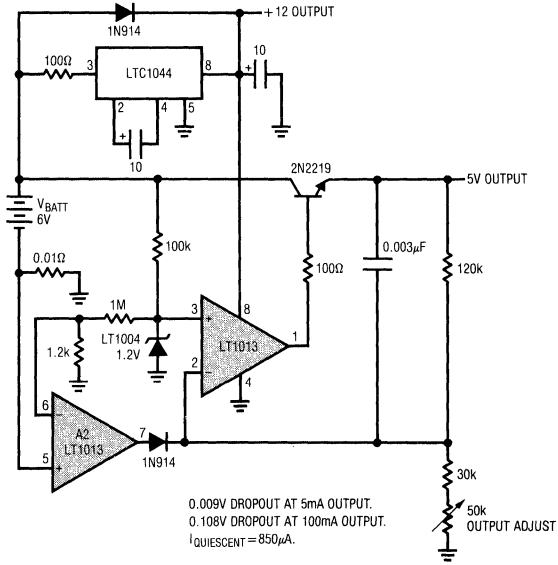 +12 OUTPUT
1N914
100Ω
3
LTC1044
8
+
10
2
4
5
+
10
2N2219
5V OUTPUT
VBATT
6V
100k
0.003µF
0.01Ω
100Ω
120k
1M
3
+
8
LT1004
1.2V
LT1013
1
1.2k
2
−
4
6
−
A2
LT1013
7
5
+
1N914
30k
50k
OUTPUT ADJUST
0.009V DROPOUT AT 5mA OUTPUT.
0.108V DROPOUT AT 100mA OUTPUT.
IQUIESCENT=850µA.